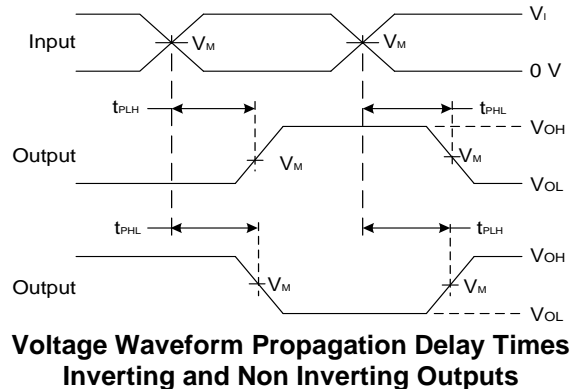 VI
Input
VM
VM
0 V
tPLH
tPHL
VOH
Output
VM
VM
VOL
tPHL
tPLH
VOH
Output
VM
VM
VOL
Voltage Waveform Propagation Delay Times
Inverting and Non Inverting Outputs